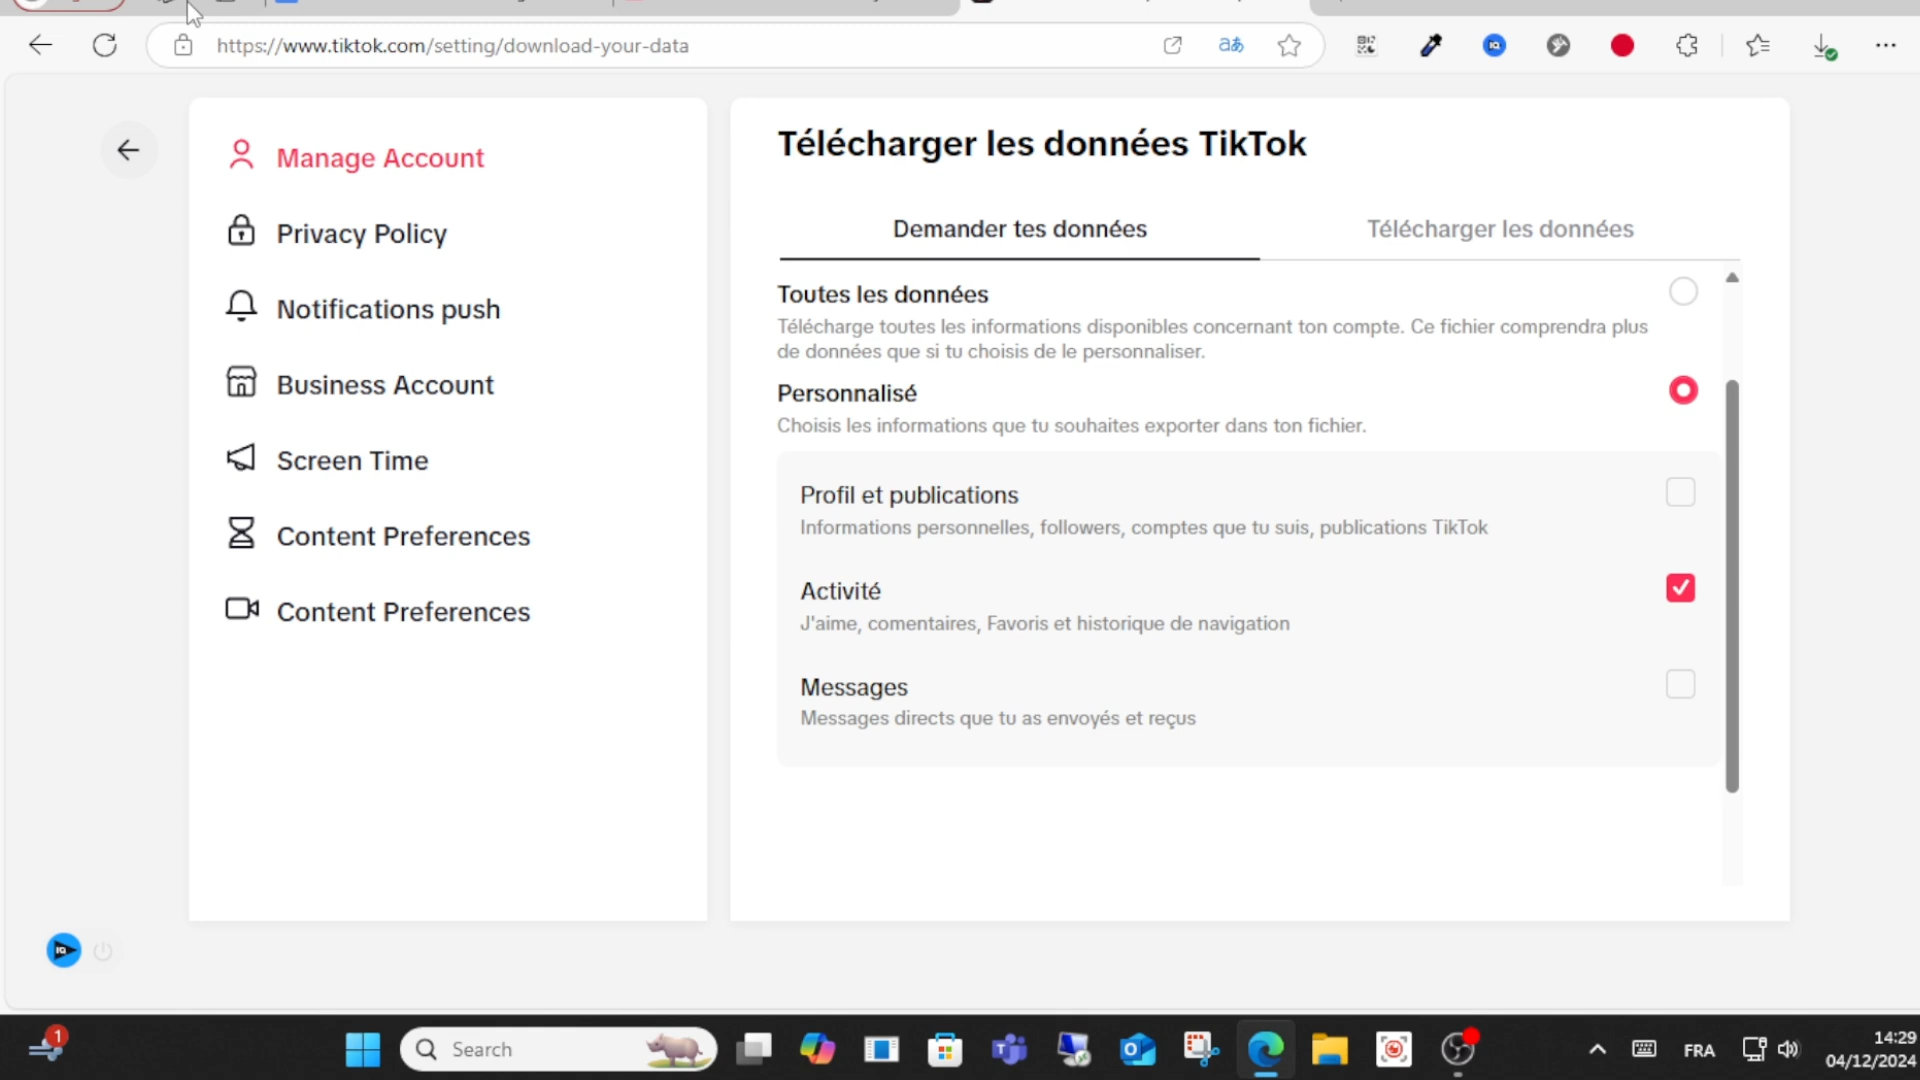 https://www.tiktok.com/setting/download-your-data
Manage Account
Privacy Policy
Notifications push
Business Account
Screen Time
Content Preferences
Content Preferences
Télécharger les données TikTok
Demander tes données
Télécharger les données
Toutes les données
Télécharge toutes les informations disponibles concernant ton compte. Ce fichier comprendra plus
de données que si tu choisis de le personnaliser.
Personnalisé
Choisis les informations que tu souhaites exporter dans ton fichier.
Profil et publications
Informations personnelles, followers, comptes que tu suis, publications TikTok
Activité
J'aime, comentaires, Favoris et historique de navigation
Messages
Messages directs que tu as envoyés et reçus
1
Search
FRA
14:29
04/12/2024